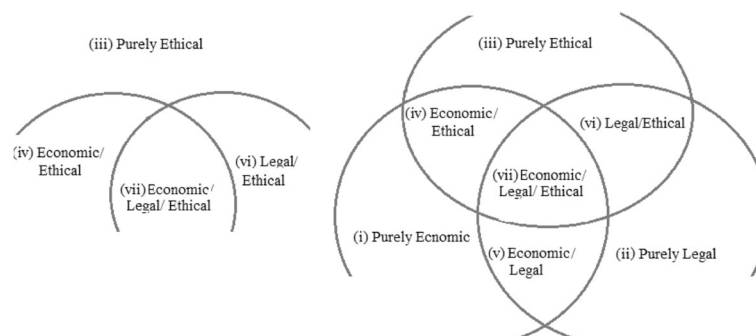 (iii) Purely Ethical
(iv) Economic/
Ethical
(vi) Legal/
Ethical
(vii) Economic/
Legal/ Ethical
(iii) Purely Ethical
(iv) Economic/
Ethical
(vi) Legal/Ethical
(vii) Economic/
Legal/ Ethical
(i) Purely Ecnomic
(v) Economic/
Legal
(ii) Purely Legal